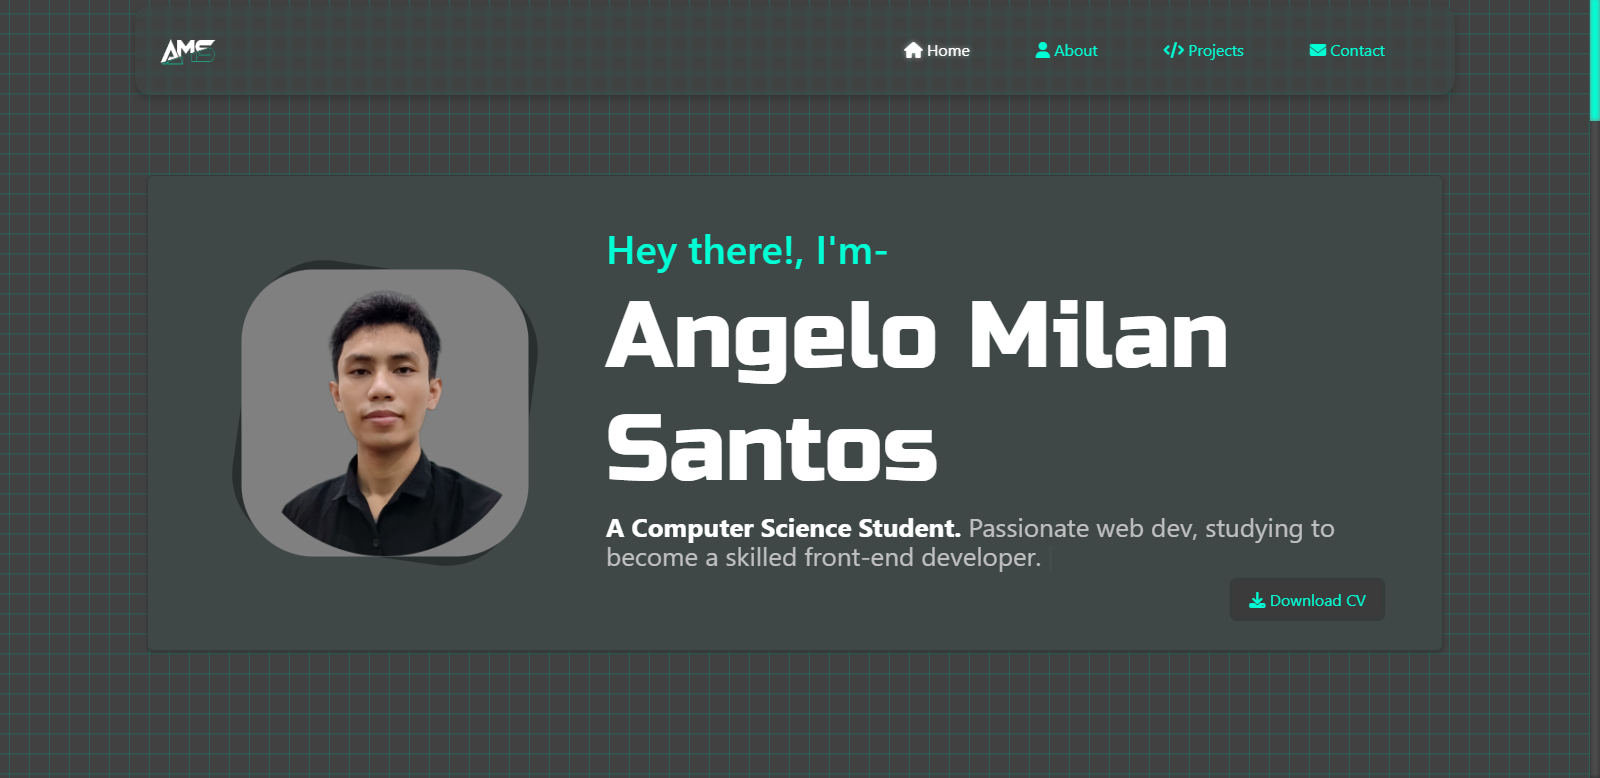 AMS
Home
About
Projects
Contact
Hey there!, I'm-
Angelo Milan
Santos
A Computer Science Student. Passionate web dev, studying to
become a skilled front-end developer.
Download CV